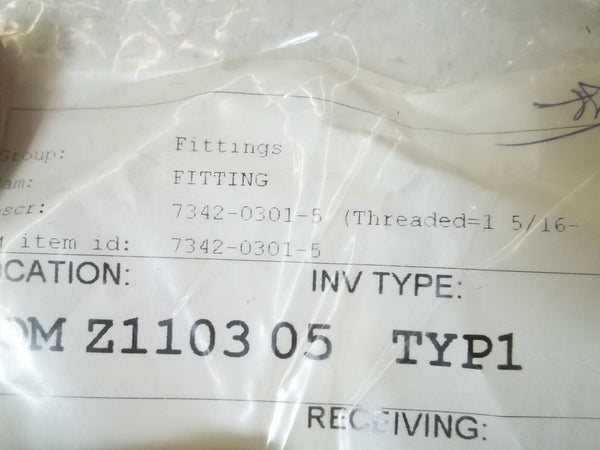 Group: Fittings
am: FITTING
escr: 7342-0301-5 (Threaded=1 5/16-
item id: 7342-0301-5
OCATION: INV TYPE:
OM Z1103 05 TYP1
RECEIVING: